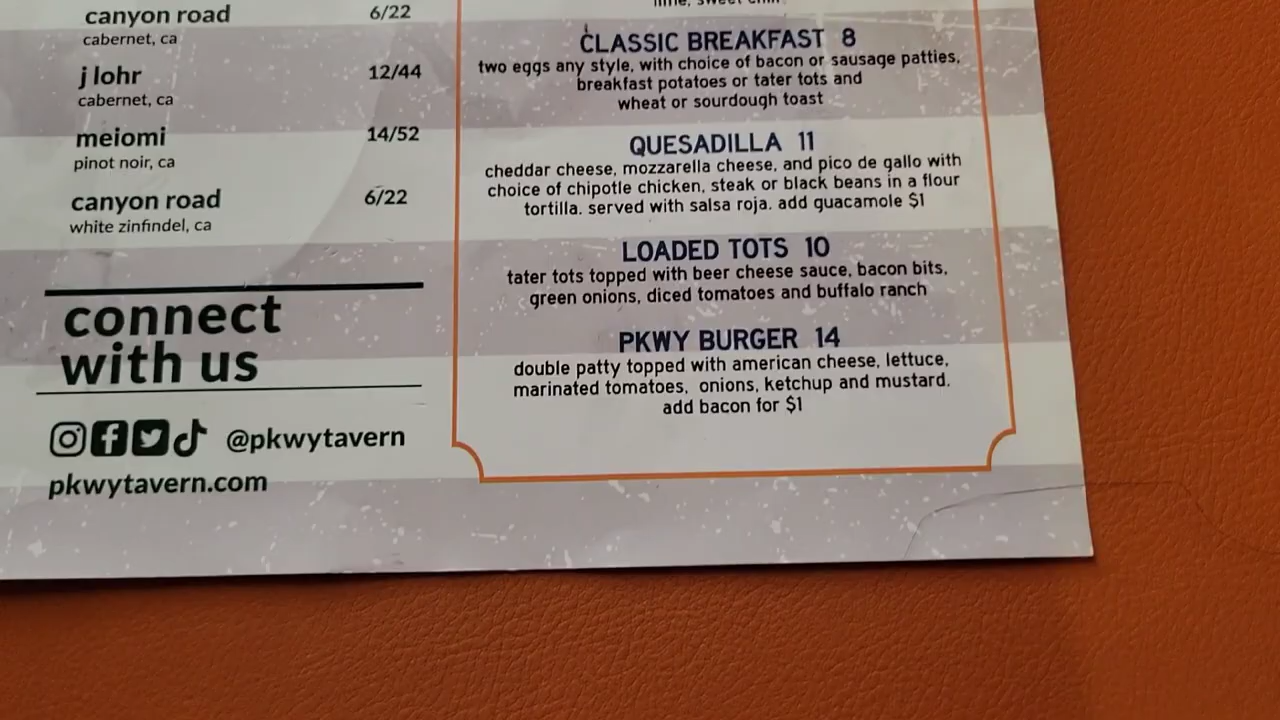 canyon road 6/22
cabernet, ca
j lohr 12/44
cabernet, ca
meiomi 14/52
pinot noir, ca
canyon road 6/22
white zinfindel, ca
connect
with us
@pkwytavern
pkwytavern.com
CLASSIC BREAKFAST 8
two eggs any style, with choice of bacon or sausage patties,
breakfast potatoes or tater tots and
wheat or sourdough toast
QUESADILLA 11
cheddar cheese, mozzarella cheese, and pico de gallo with
choice of chipotle chicken, steak or black beans in a flour
tortilla. served with salsa roja. add guacamole $1
LOADED TOTS 10
tater tots topped with beer cheese sauce, bacon bits,
green onions, diced tomatoes and buffalo ranch
PKWY BURGER 14
double patty topped with american cheese, lettuce,
marinated tomatoes, onions, ketchup and mustard.
add bacon for $1